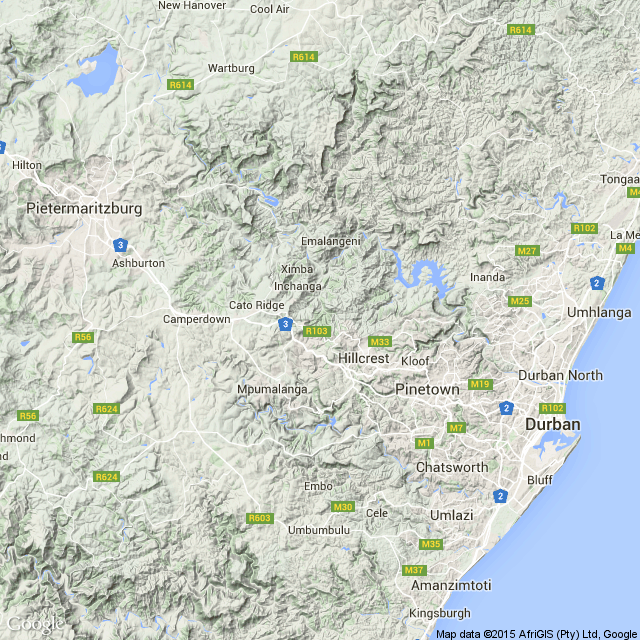 New Hanover
Cool Air
R614
R614
Wartburg
R614
3
Hilton
Tongaa
M4
Pietermaritzburg
R102
La Me
3
Emalangeni
M27
M4
Ashburton
Ximba
Inanda
2
Inchanga
M25
Cato Ridge
Umhlanga
Camperdown
3
R103
R56
M33
Hillcrest
Kloof
Durban North
Mpumalanga
Pinetown
M19
R56
R624
2
R102
Durban
M7
chmond
M1
Chatsworth
R624
Bluff
Embo
2
M30
Cele
Umlazi
R603
Umbumbulu
M35
M37
Amanzimtoti
Kingsburgh
Google
Map data ©2015 AfriGIS (Pty) Ltd, Google